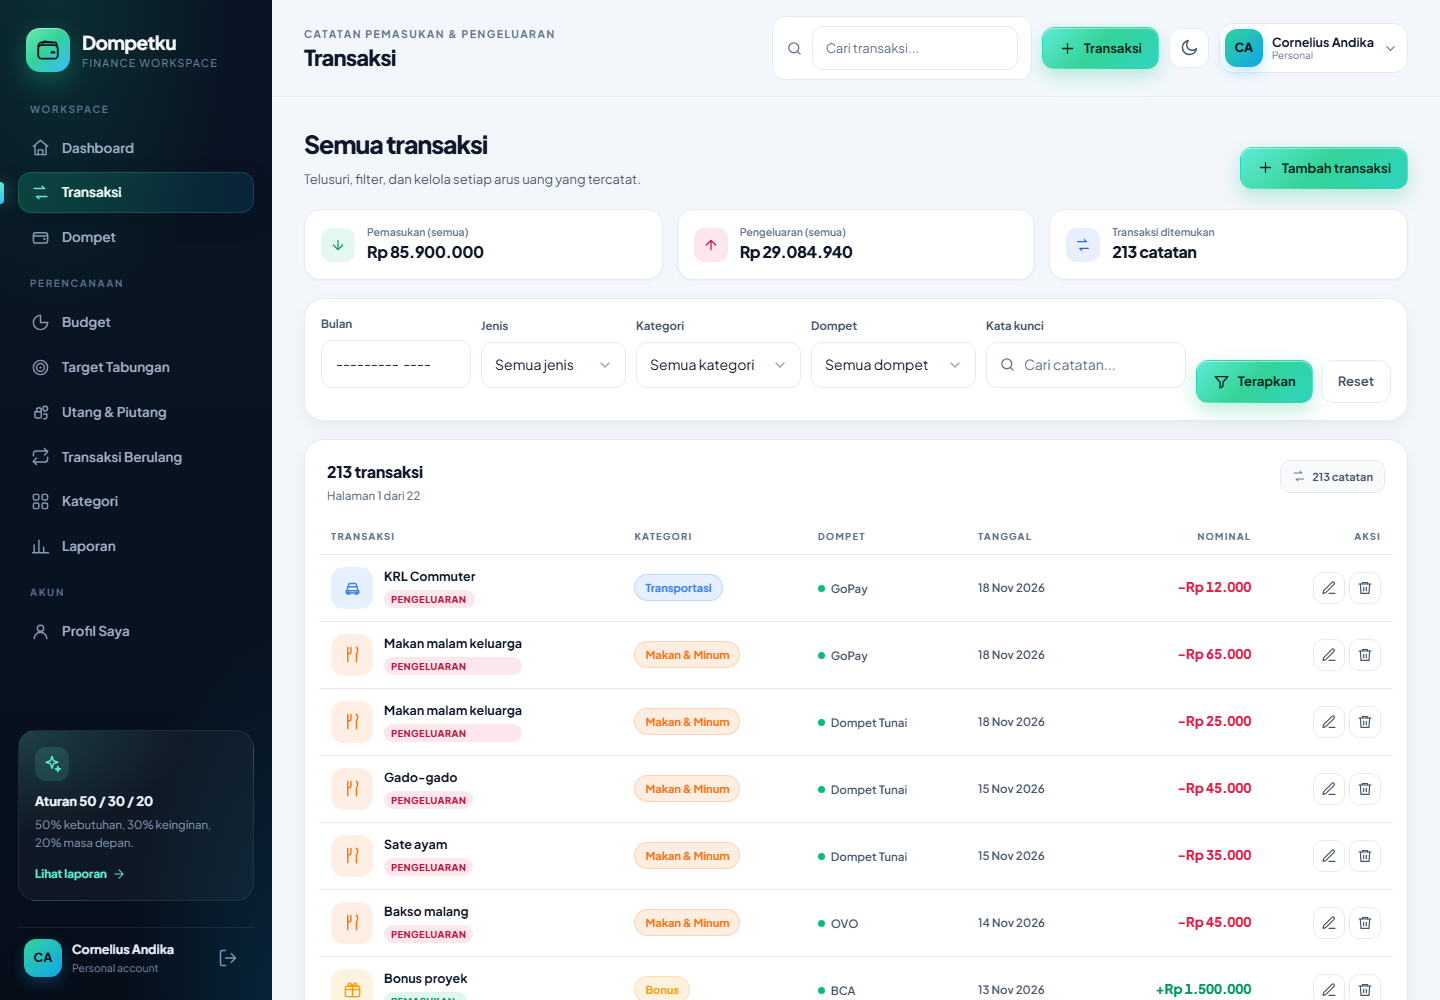 Dompetku
FINANCE WORKSPACE
WORKSPACE
Dashboard
Transaksi
Dompet
PERENCANAAN
Budget
Target Tabungan
Utang & Piutang
Transaksi Berulang
Kategori
Laporan
AKUN
Profil Saya
Aturan 50 / 30 / 20
50% kebutuhan, 30% keinginan,
20% masa depan.
Lihat laporan
CA
Cornelius Andika
Personal account
CATATAN PEMASUKAN & PENGELUARAN
Transaksi
Cari transaksi...
Transaksi
CA
Cornelius Andika
Personal
Semua transaksi
Telusuri, filter, dan kelola setiap arus uang yang tercatat.
Tambah transaksi
Pemasukan (semua)
Rp 85.900.000
Pengeluaran (semua)
Rp 29.084.940
Transaksi ditemukan
213 catatan
Bulan
Jenis
Kategori
Dompet
Kata kunci
--------- ----
Semua jenis
Semua kategori
Semua dompet
Cari catatan...
Terapkan
Reset
213 transaksi
Halaman 1 dari 22
213 catatan
TRANSAKSI KATEGORI DOMPET TANGGAL NOMINAL AKSI
KRL Commuter
PENGELUARAN
Transportasi
GoPay
18 Nov 2026
-Rp 12.000
Makan malam keluarga
PENGELUARAN
Makan & Minum
GoPay
18 Nov 2026
-Rp 65.000
Makan malam keluarga
PENGELUARAN
Makan & Minum
Dompet Tunai
18 Nov 2026
-Rp 25.000
Gado-gado
PENGELUARAN
Makan & Minum
Dompet Tunai
15 Nov 2026
-Rp 45.000
Sate ayam
PENGELUARAN
Makan & Minum
Dompet Tunai
15 Nov 2026
-Rp 35.000
Bakso malang
PENGELUARAN
Makan & Minum
OVO
14 Nov 2026
-Rp 45.000
Bonus proyek
PEMASUKAN
Bonus
BCA
13 Nov 2026
+Rp 1.500.000